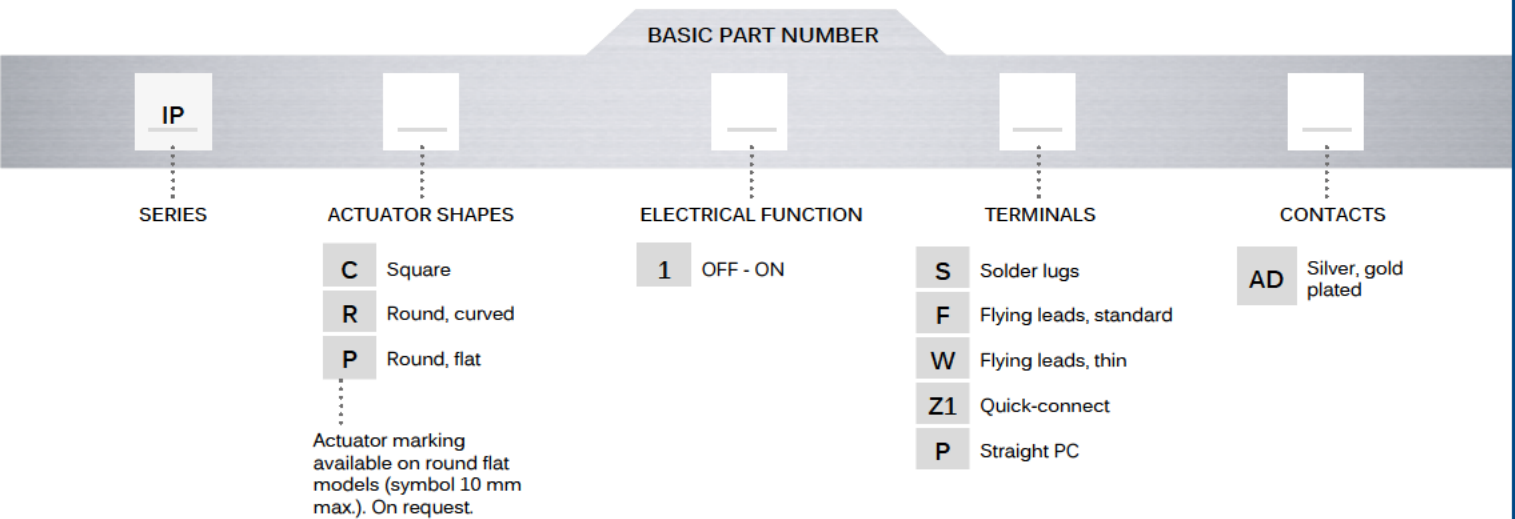 BASIC PART NUMBER
IP
SERIES
ACTUATOR SHAPES
C Square
R Round, curved
P Round, flat
Actuator marking
available on round flat
models (symbol 10 mm
max.). On request.
ELECTRICAL FUNCTION
1 OFF - ON
TERMINALS
S Solder lugs
F Flying leads, standard
W Flying leads, thin
Z1 Quick-connect
P Straight PC
CONTACTS
AD Silver, gold
plated